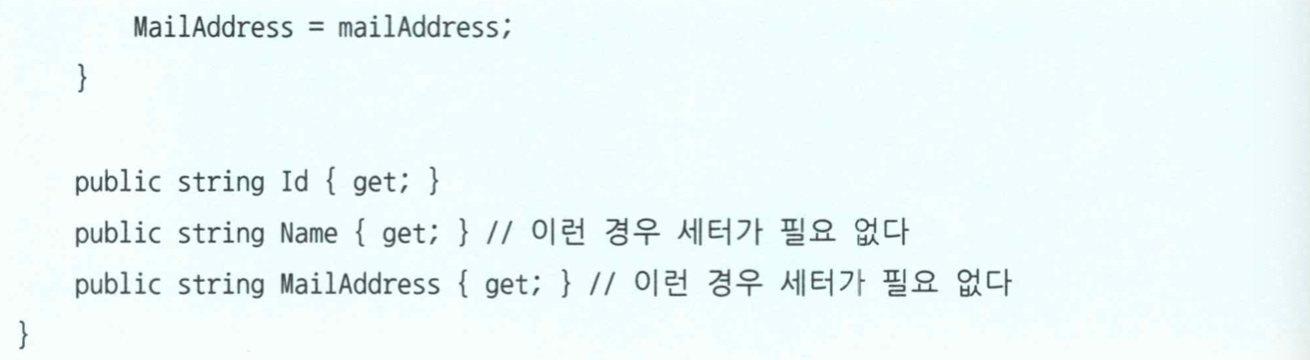 MailAddress = mailAddress;
}
public string Id { get; }
public string Name { get; } // 이런 경우 세터가 필요 없다
public string MailAddress { get; } // 이런 경우 세터가 필요 없다
}